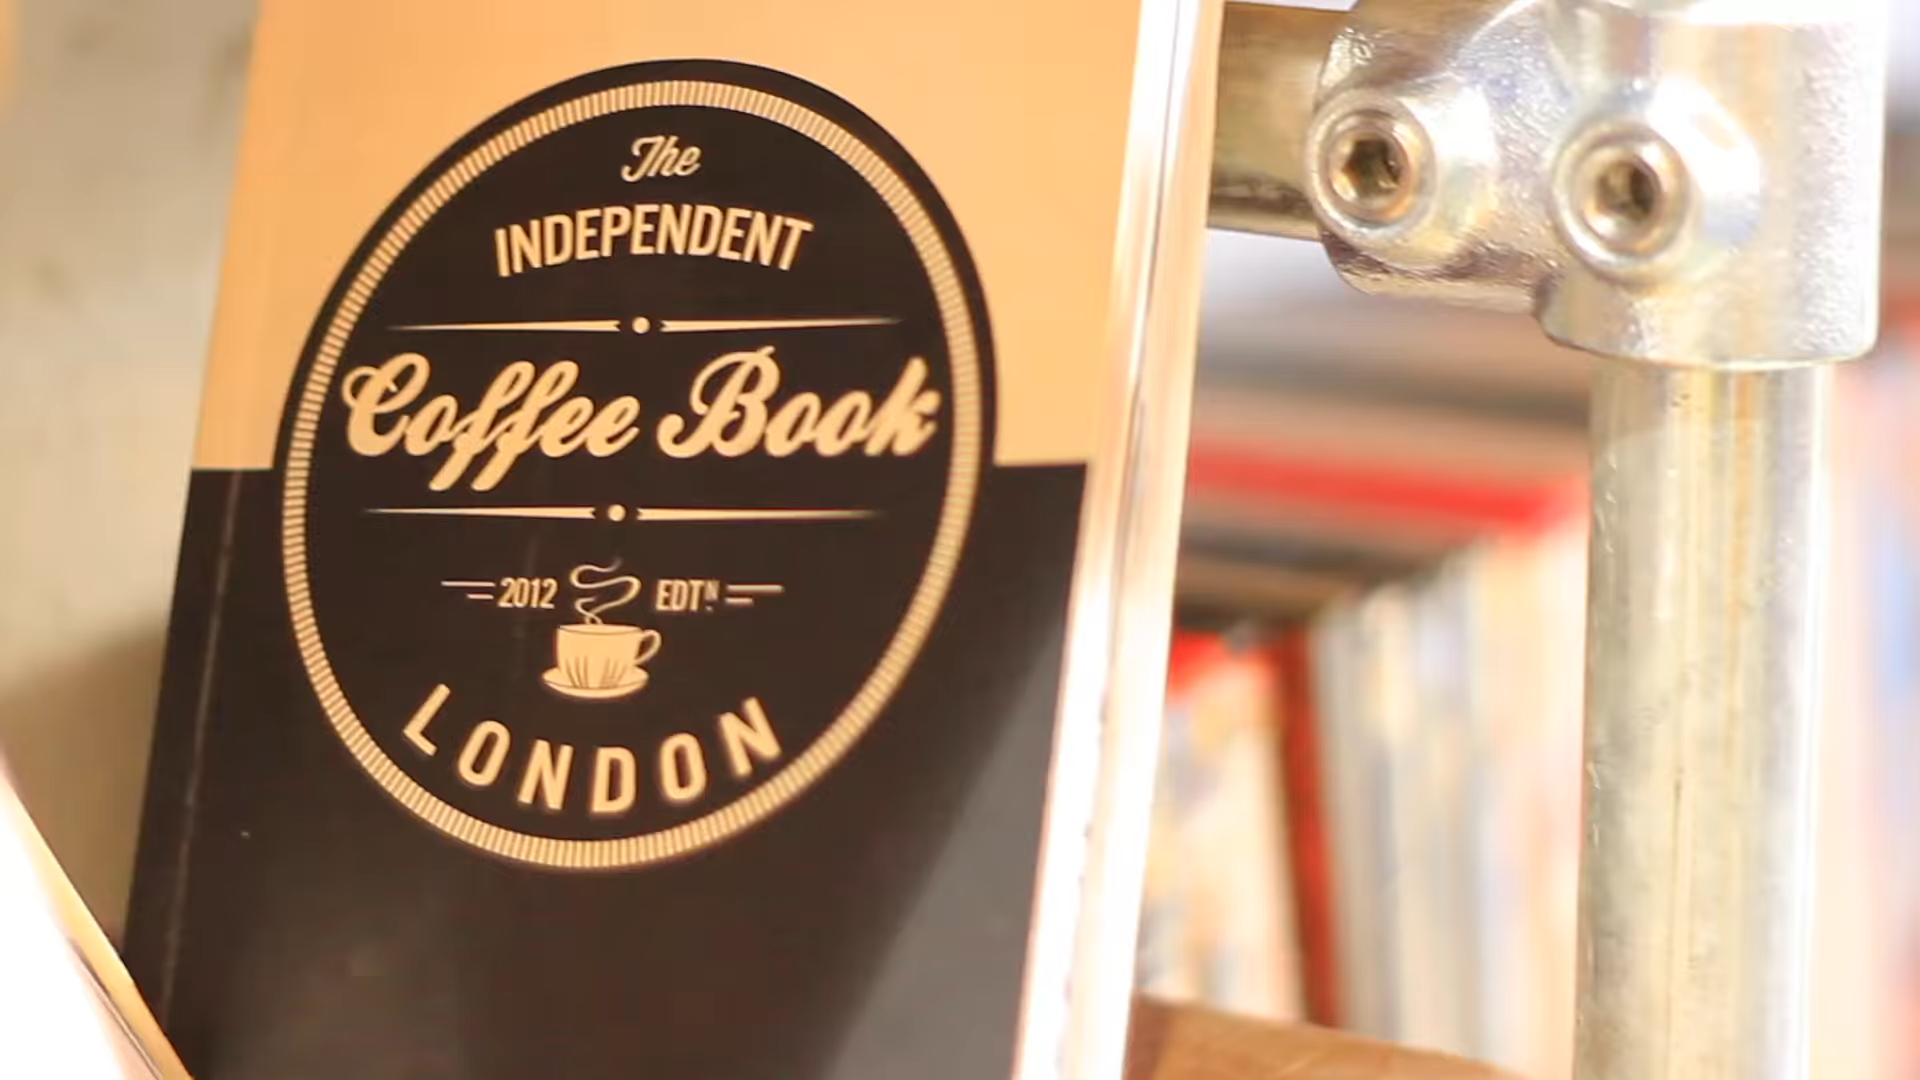 The
INDEPENDENT
Coffee Book
2012 EDTN
LONDON